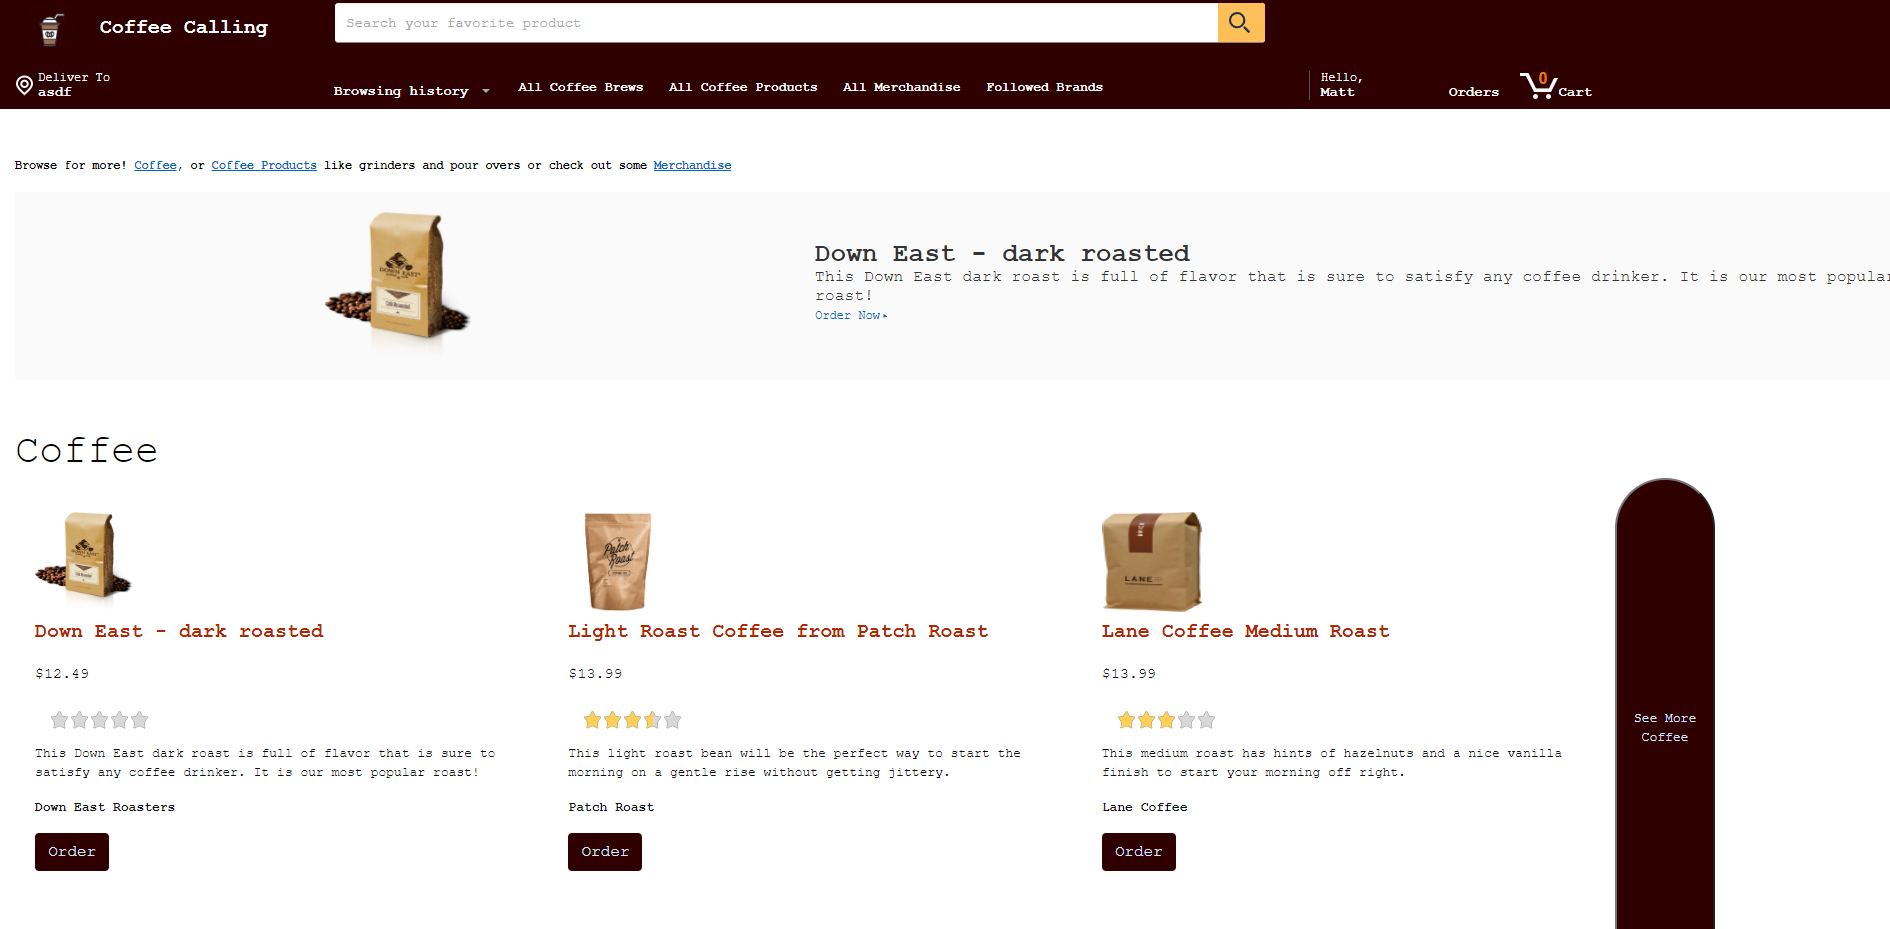 Coffee Calling
Search your favorite product
Deliver To
asdf
Browsing history
All Coffee Brews
All Coffee Products
All Merchandise
Followed Brands
Hello,
Matt
Orders
0
Cart
Browse for more! Coffee, or Coffee Products like grinders and pour overs or check out some Merchandise
DOWN EAST
Down East - dark roasted
This Down East dark roast is full of flavor that is sure to satisfy any coffee drinker. It is our most popular
roast!
Order Now▸
Coffee
DOWN EAST
Down East - dark roasted
$12.49
This Down East dark roast is full of flavor that is sure to
satisfy any coffee drinker. It is our most popular roast!
Down East Roasters
Order
Patch
Roast
Light Roast Coffee from Patch Roast
$13.99
This light roast bean will be the perfect way to start the
morning on a gentle rise without getting jittery.
Patch Roast
Order
LANE
Lane Coffee Medium Roast
$13.99
This medium roast has hints of hazelnuts and a nice vanilla
finish to start your morning off right.
Lane Coffee
Order
See More
Coffee